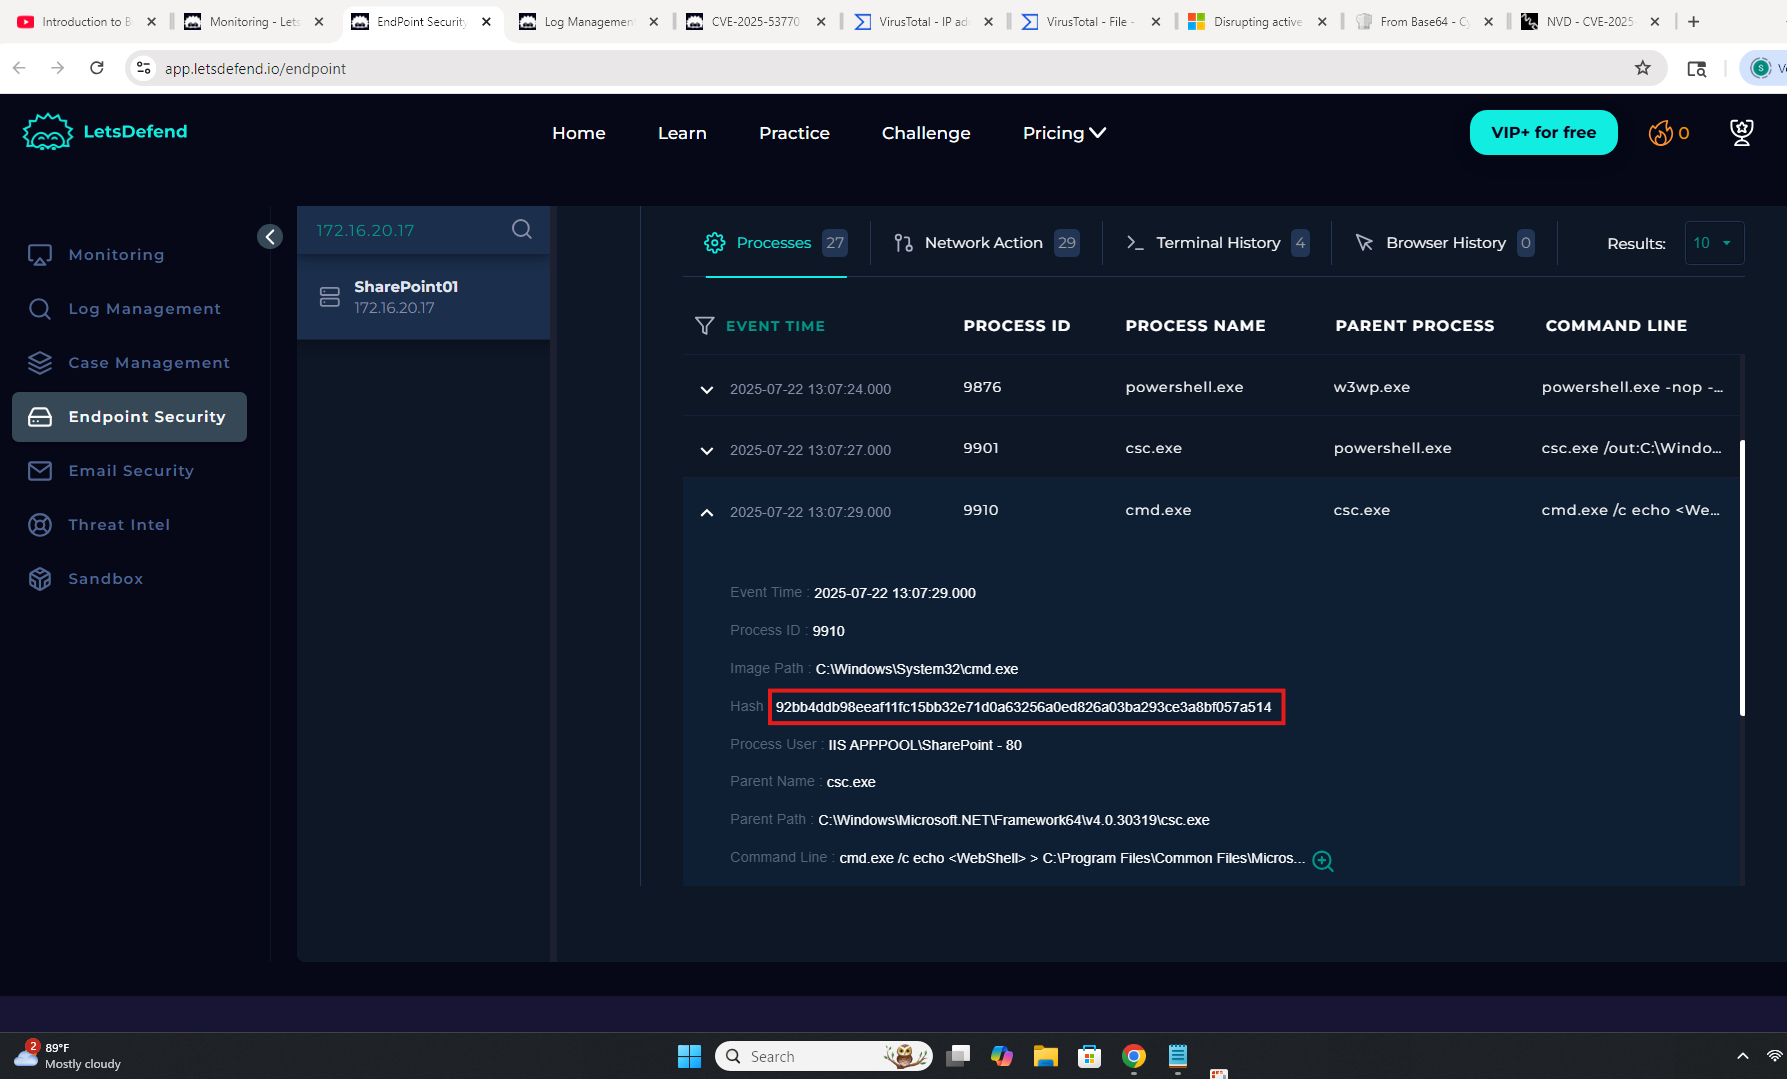 Introduction to B
Monitoring - Lets
EndPoint Security
Log Management
CVE-2025-53770
VirusTotal - IP ad
VirusTotal - File -
Disrupting active
From Base64 - Cy
NVD - CVE-2025
app.letsdefend.io/endpoint
S
LetsDefend
Home
Learn
Practice
Challenge
Pricing
VIP+ for free
0
Monitoring
Log Management
Case Management
Endpoint Security
Email Security
Threat Intel
Sandbox
172.16.20.17
SharePoint01
172.16.20.17
Processes 27
Network Action 29
Terminal History 4
Browser History 0
Results: 10
EVENT TIME PROCESS ID PROCESS NAME PARENT PROCESS COMMAND LINE
2025-07-22 13:07:24.000 9876 powershell.exe w3wp.exe powershell.exe -nop -...
2025-07-22 13:07:27.000 9901 csc.exe powershell.exe csc.exe /out:C:\Windo...
2025-07-22 13:07:29.000 9910 cmd.exe csc.exe cmd.exe /c echo <We...
Event Time : 2025-07-22 13:07:29.000
Process ID : 9910
Image Path : C:\Windows\System32\cmd.exe
Hash 92bb4ddb98eeaf11fc15bb32e71d0a63256a0ed826a03ba293ce3a8bf057a514
Process User : IIS APPPOOL\SharePoint - 80
Parent Name : csc.exe
Parent Path : C:\Windows\Microsoft.NET\Framework64\v4.0.30319\csc.exe
Command Line : cmd.exe /c echo <WebShell> > C:\Program Files\Common Files\Micros...
2
89°F
Mostly cloudy
Search